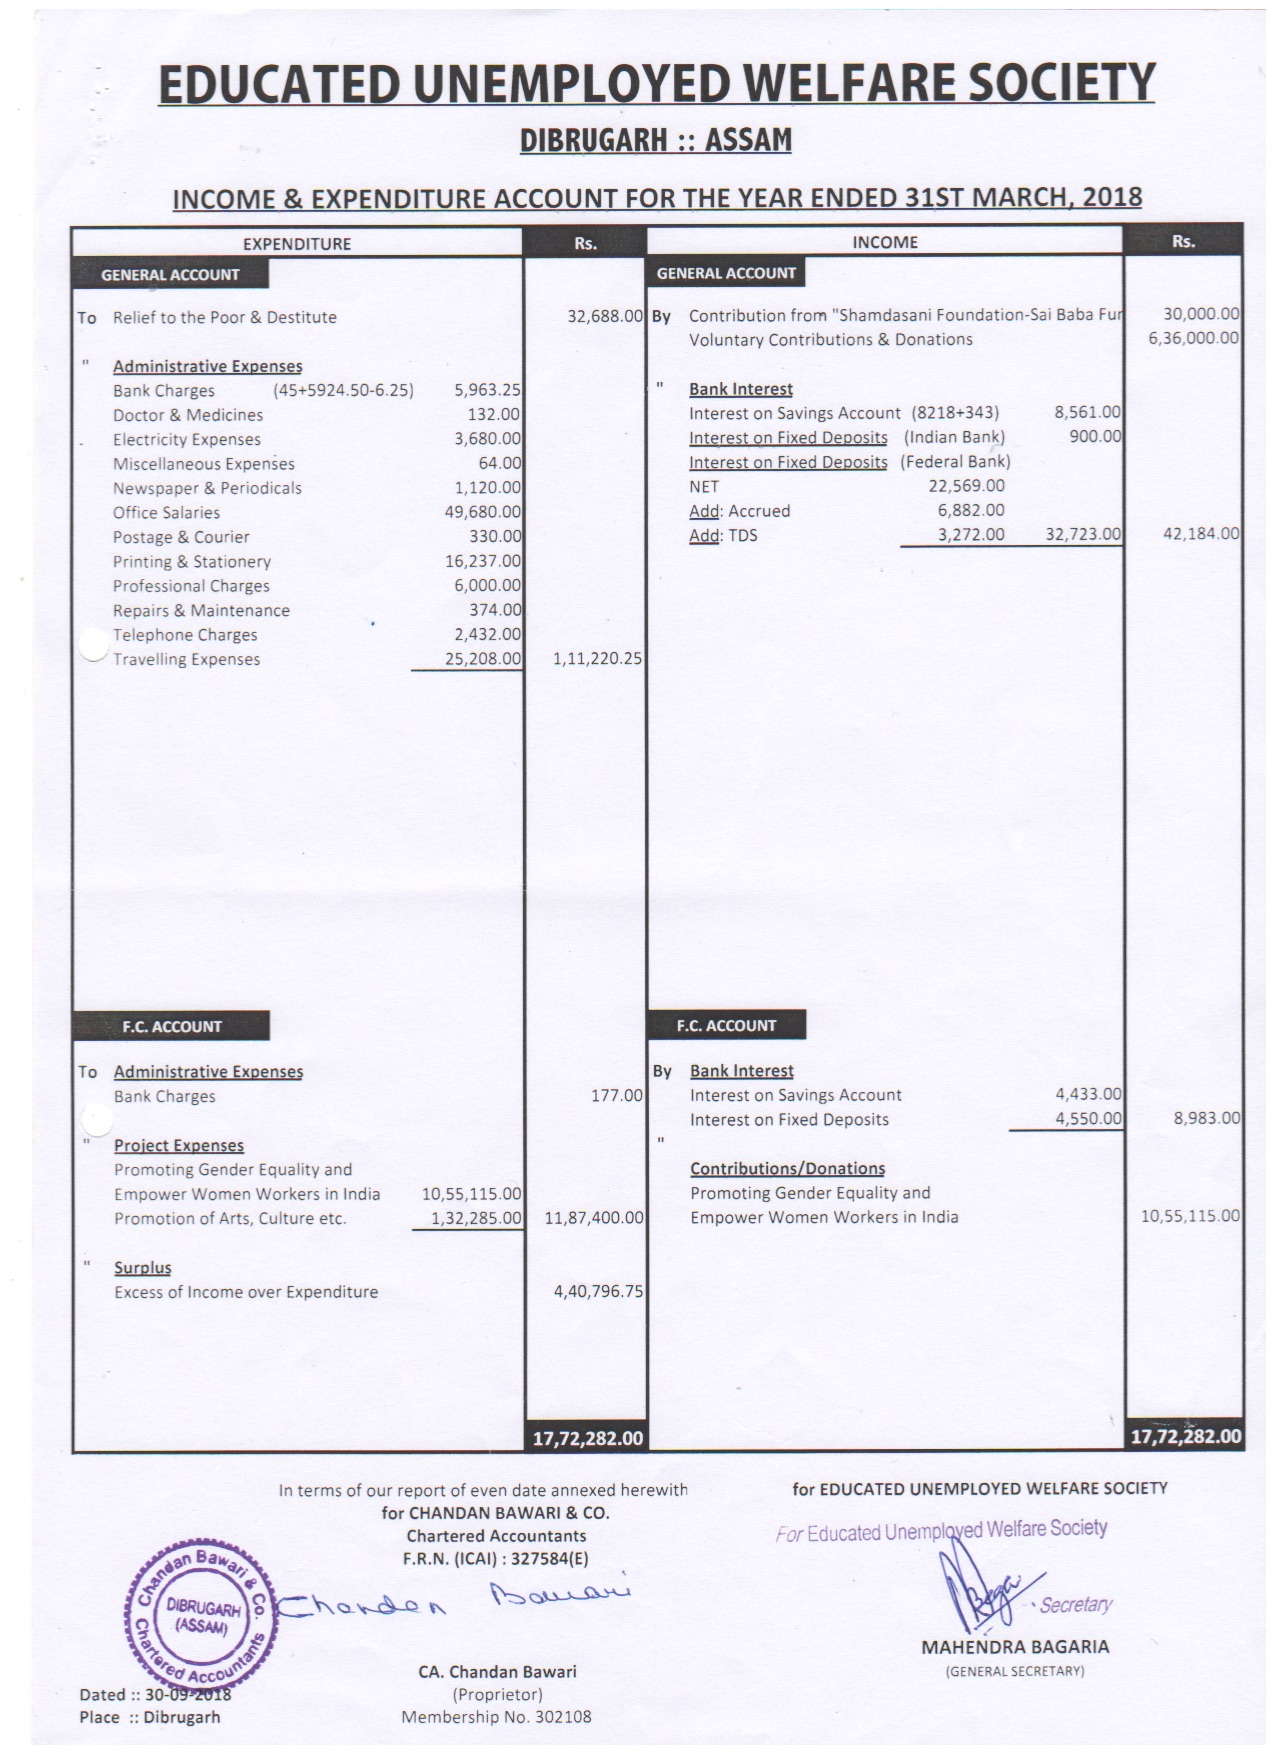 EDUCATED UNEMPLOYED WELFARE SOCIETY
DIBRUGARH :: ASSAM
INCOME & EXPENDITURE ACCOUNT FOR THE YEAR ENDED 31ST MARCH, 2018
EXPENDITURE Rs.
GENERAL ACCOUNT
To Relief to the Poor & Destitute 32,688.00
" Administrative Expenses
Bank Charges (45+5924.50-6.25) 5,963.25
Doctor & Medicines 132.00
Electricity Expenses 3,680.00
Miscellaneous Expenses 64.00
Newspaper & Periodicals 1,120.00
Office Salaries 49,680.00
Postage & Courier 330.00
Printing & Stationery 16,237.00
Professional Charges 6,000.00
Repairs & Maintenance 374.00
Telephone Charges 2,432.00
Travelling Expenses 25,208.00 1,11,220.25
F.C. ACCOUNT
To Administrative Expenses
Bank Charges 177.00
" Project Expenses
Promoting Gender Equality and
Empower Women Workers in India 10,55,115.00
Promotion of Arts, Culture etc. 1,32,285.00 11,87,400.00
" Surplus
Excess of Income over Expenditure 4,40,796.75
17,72,282.00
INCOME Rs.
GENERAL ACCOUNT
By Contribution from "Shamdasani Foundation-Sai Baba Fur 30,000.00
Voluntary Contributions & Donations 6,36,000.00
" Bank Interest
Interest on Savings Account (8218+343) 8,561.00
Interest on Fixed Deposits (Indian Bank) 900.00
Interest on Fixed Deposits (Federal Bank)
NET 22,569.00
Add: Accrued 6,882.00
Add: TDS 3,272.00 32,723.00 42,184.00
F.C. ACCOUNT
By Bank Interest
Interest on Savings Account 4,433.00
Interest on Fixed Deposits 4,550.00 8,983.00
"
Contributions/Donations
Promoting Gender Equality and
Empower Women Workers in India 10,55,115.00
17,72,282.00
In terms of our report of even date annexed herewith
for CHANDAN BAWARI & CO.
Chartered Accountants
F.R.N. (ICAI) : 327584(E)
Chandan Bawari
CA. Chandan Bawari
(Proprietor)
Membership No. 302108
Chandan Bawari & Co.
DIBRUGARH
(ASSAM)
Chartered Accountants
Dated :: 30-09-2018
Place :: Dibrugarh
for EDUCATED UNEMPLOYED WELFARE SOCIETY
For Educated Unemployed Welfare Society
Secretary
MAHENDRA BAGARIA
(GENERAL SECRETARY)